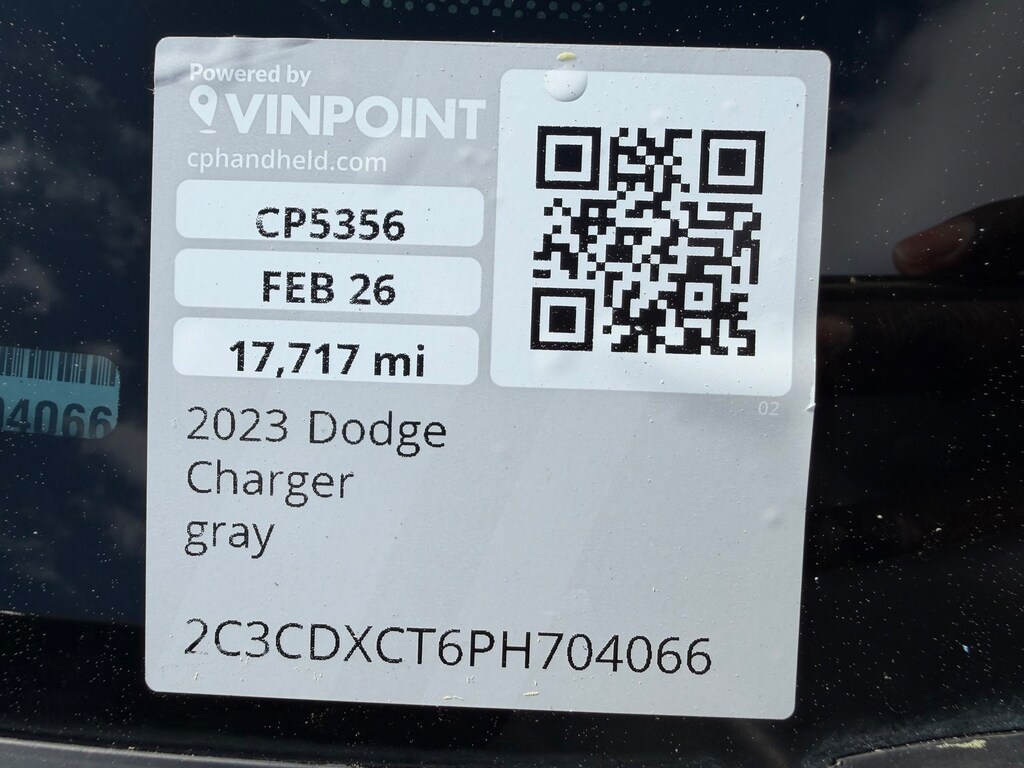 Powered by
VINPOINT
cphandheld.com
CP5356
FEB 26
17,717 mi
02
2023 Dodge
Charger
gray
2C3CDXCT6PH704066
04066